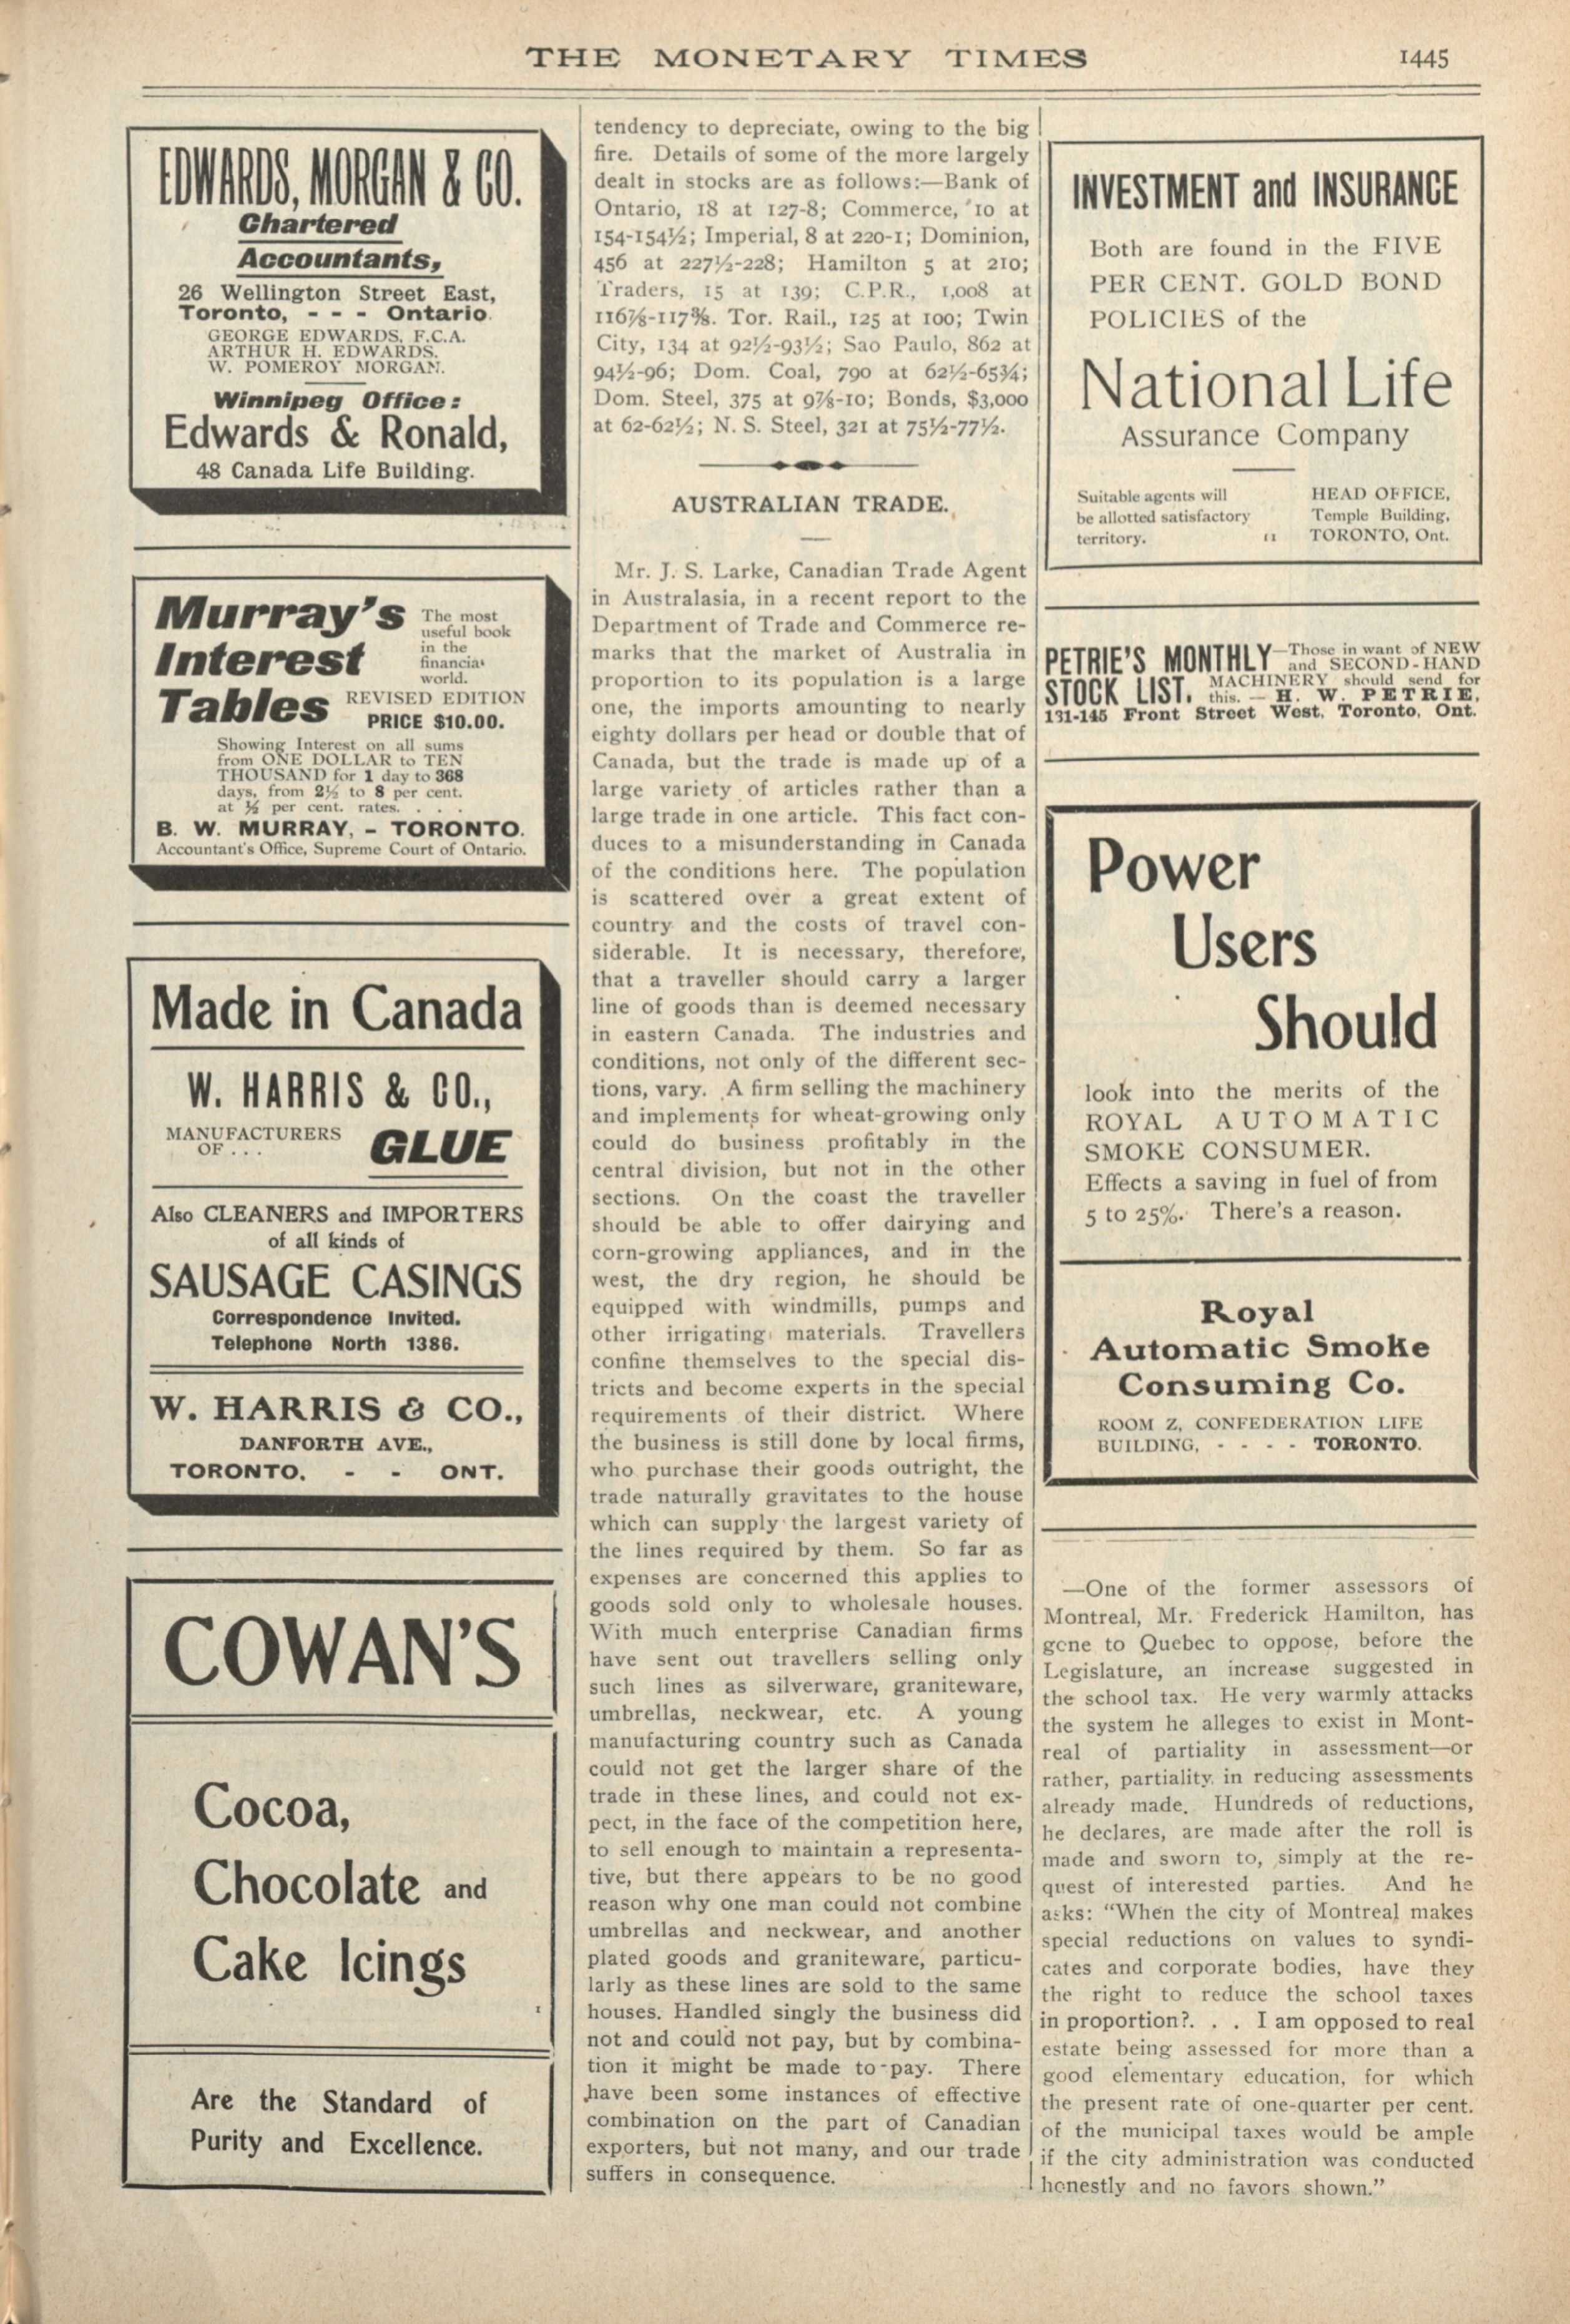 THE MONETARY TIMES
1445
EDWARDS, MORGAN & CO.
Chartered
Accountants,
26 Wellington Street East,
Toronto, - - - Ontario.
GEORGE EDWARDS, F.C.A.
ARTHUR H. EDWARDS.
W. POMEROY MORGAN.
Winnipeg Office:
Edwards & Ronald,
48 Canada Life Building.
Murray's
Interest
Tables
The most
useful book
in the
financial
world.
REVISED EDITION
PRICE $10.00.
Showing Interest on all sums
from ONE DOLLAR to TEN
THOUSAND for 1 day to 368
days, from 2½ to 8 per cent.
at ½ per cent. rates. . . .
B. W. MURRAY, - TORONTO.
Accountant's Office, Supreme Court of Ontario.
Made in Canada
W. HARRIS & CO.,
MANUFACTURERS
OF . . .
GLUE
Also CLEANERS and IMPORTERS
of all kinds of
SAUSAGE CASINGS
Correspondence Invited.
Telephone North 1386.
W. HARRIS & CO.,
DANFORTH AVE.,
TORONTO, - - ONT.
COWAN'S
Cocoa,
Chocolate and
Cake Icings
Are the Standard of
Purity and Excellence.
tendency to depreciate, owing to the big
fire. Details of some of the more largely
dealt in stocks are as follows:—Bank of
Ontario, 18 at 127-8; Commerce, 10 at
154-154½; Imperial, 8 at 220-1; Dominion,
456 at 227½-228; Hamilton 5 at 210;
Traders, 15 at 139; C.P.R., 1,008 at
116⅞-117⅜. Tor. Rail., 125 at 100; Twin
City, 134 at 92½-93½; Sao Paulo, 862 at
94½-96; Dom. Coal, 790 at 62½-65¾;
Dom. Steel, 375 at 9⅞-10; Bonds, $3,000
at 62-62½; N. S. Steel, 321 at 75½-77½.
AUSTRALIAN TRADE.
Mr. J. S. Larke, Canadian Trade Agent
in Australasia, in a recent report to the
Department of Trade and Commerce re-
marks that the market of Australia in
proportion to its population is a large
one, the imports amounting to nearly
eighty dollars per head or double that of
Canada, but the trade is made up of a
large variety of articles rather than a
large trade in one article. This fact con-
duces to a misunderstanding in Canada
of the conditions here. The population
is scattered over a great extent of
country and the costs of travel con-
siderable. It is necessary, therefore,
that a traveller should carry a larger
line of goods than is deemed necessary
in eastern Canada. The industries and
conditions, not only of the different sec-
tions, vary. A firm selling the machinery
and implements for wheat-growing only
could do business profitably in the
central division, but not in the other
sections. On the coast the traveller
should be able to offer dairying and
corn-growing appliances, and in the
west, the dry region, he should be
equipped with windmills, pumps and
other irrigating materials. Travellers
confine themselves to the special dis-
tricts and become experts in the special
requirements of their district. Where
the business is still done by local firms,
who purchase their goods outright, the
trade naturally gravitates to the house
which can supply the largest variety of
the lines required by them. So far as
expenses are concerned this applies to
goods sold only to wholesale houses.
With much enterprise Canadian firms
have sent out travellers selling only
such lines as silverware, graniteware,
umbrellas, neckwear, etc. A young
manufacturing country such as Canada
could not get the larger share of the
trade in these lines, and could not ex-
pect, in the face of the competition here,
to sell enough to maintain a representa-
tive, but there appears to be no good
reason why one man could not combine
umbrellas and neckwear, and another
plated goods and graniteware, particu-
larly as these lines are sold to the same
houses. Handled singly the business did
not and could not pay, but by combina-
tion it might be made to pay. There
have been some instances of effective
combination on the part of Canadian
exporters, but not many, and our trade
suffers in consequence.
INVESTMENT and INSURANCE
Both are found in the FIVE
PER CENT. GOLD BOND
POLICIES of the
National Life
Assurance Company
Suitable agents will
be allotted satisfactory
territory. 11
HEAD OFFICE,
Temple Building,
TORONTO, Ont.
PETRIE'S MONTHLY
STOCK LIST.
—Those in want of NEW
and SECOND-HAND
MACHINERY should send for
this. — H. W. PETRIE,
131-145 Front Street West, Toronto, Ont.
Power
Users
Should
look into the merits of the
ROYAL AUTOMATIC
SMOKE CONSUMER.
Effects a saving in fuel of from
5 to 25%. There's a reason.
Royal
Automatic Smoke
Consuming Co.
ROOM Z, CONFEDERATION LIFE
BUILDING, - - - - TORONTO.
—One of the former assessors of
Montreal, Mr. Frederick Hamilton, has
gone to Quebec to oppose, before the
Legislature, an increase suggested in
the school tax. He very warmly attacks
the system he alleges to exist in Mont-
real of partiality in assessment—or
rather, partiality in reducing assessments
already made. Hundreds of reductions,
he declares, are made after the roll is
made and sworn to, simply at the re-
quest of interested parties. And he
asks: "When the city of Montreal makes
special reductions on values to syndi-
cates and corporate bodies, have they
the right to reduce the school taxes
in proportion?. . . I am opposed to real
estate being assessed for more than a
good elementary education, for which
the present rate of one-quarter per cent.
of the municipal taxes would be ample
if the city administration was conducted
honestly and no favors shown."